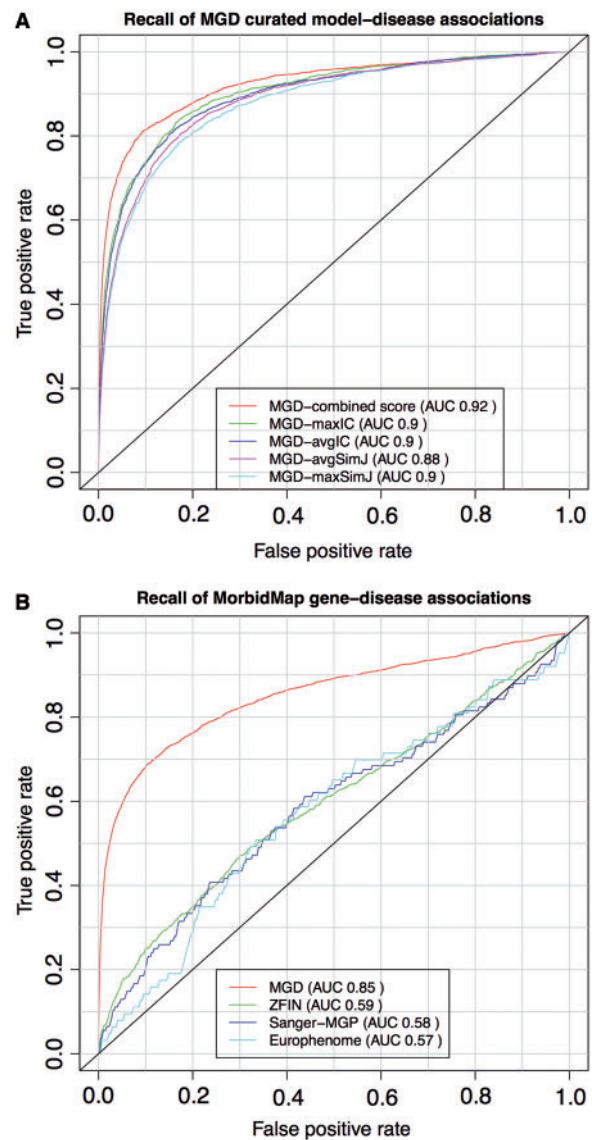 A
Recall of MGD curated model–disease associations
1.0
0.8
0.6
0.4
0.2
0.0
True positive rate
MGD–combined score (AUC 0.92 )
MGD–maxIC (AUC 0.9 )
MGD–avgIC (AUC 0.9 )
MGD–avgSimJ (AUC 0.88 )
MGD–maxSimJ (AUC 0.9 )
0.0 0.2 0.4 0.6 0.8 1.0
False positive rate
B
Recall of MorbidMap gene–disease associations
1.0
0.8
0.6
0.4
0.2
0.0
True positive rate
MGD (AUC 0.85 )
ZFIN (AUC 0.59 )
Sanger–MGP (AUC 0.58 )
Europhenome (AUC 0.57 )
0.0 0.2 0.4 0.6 0.8 1.0
False positive rate